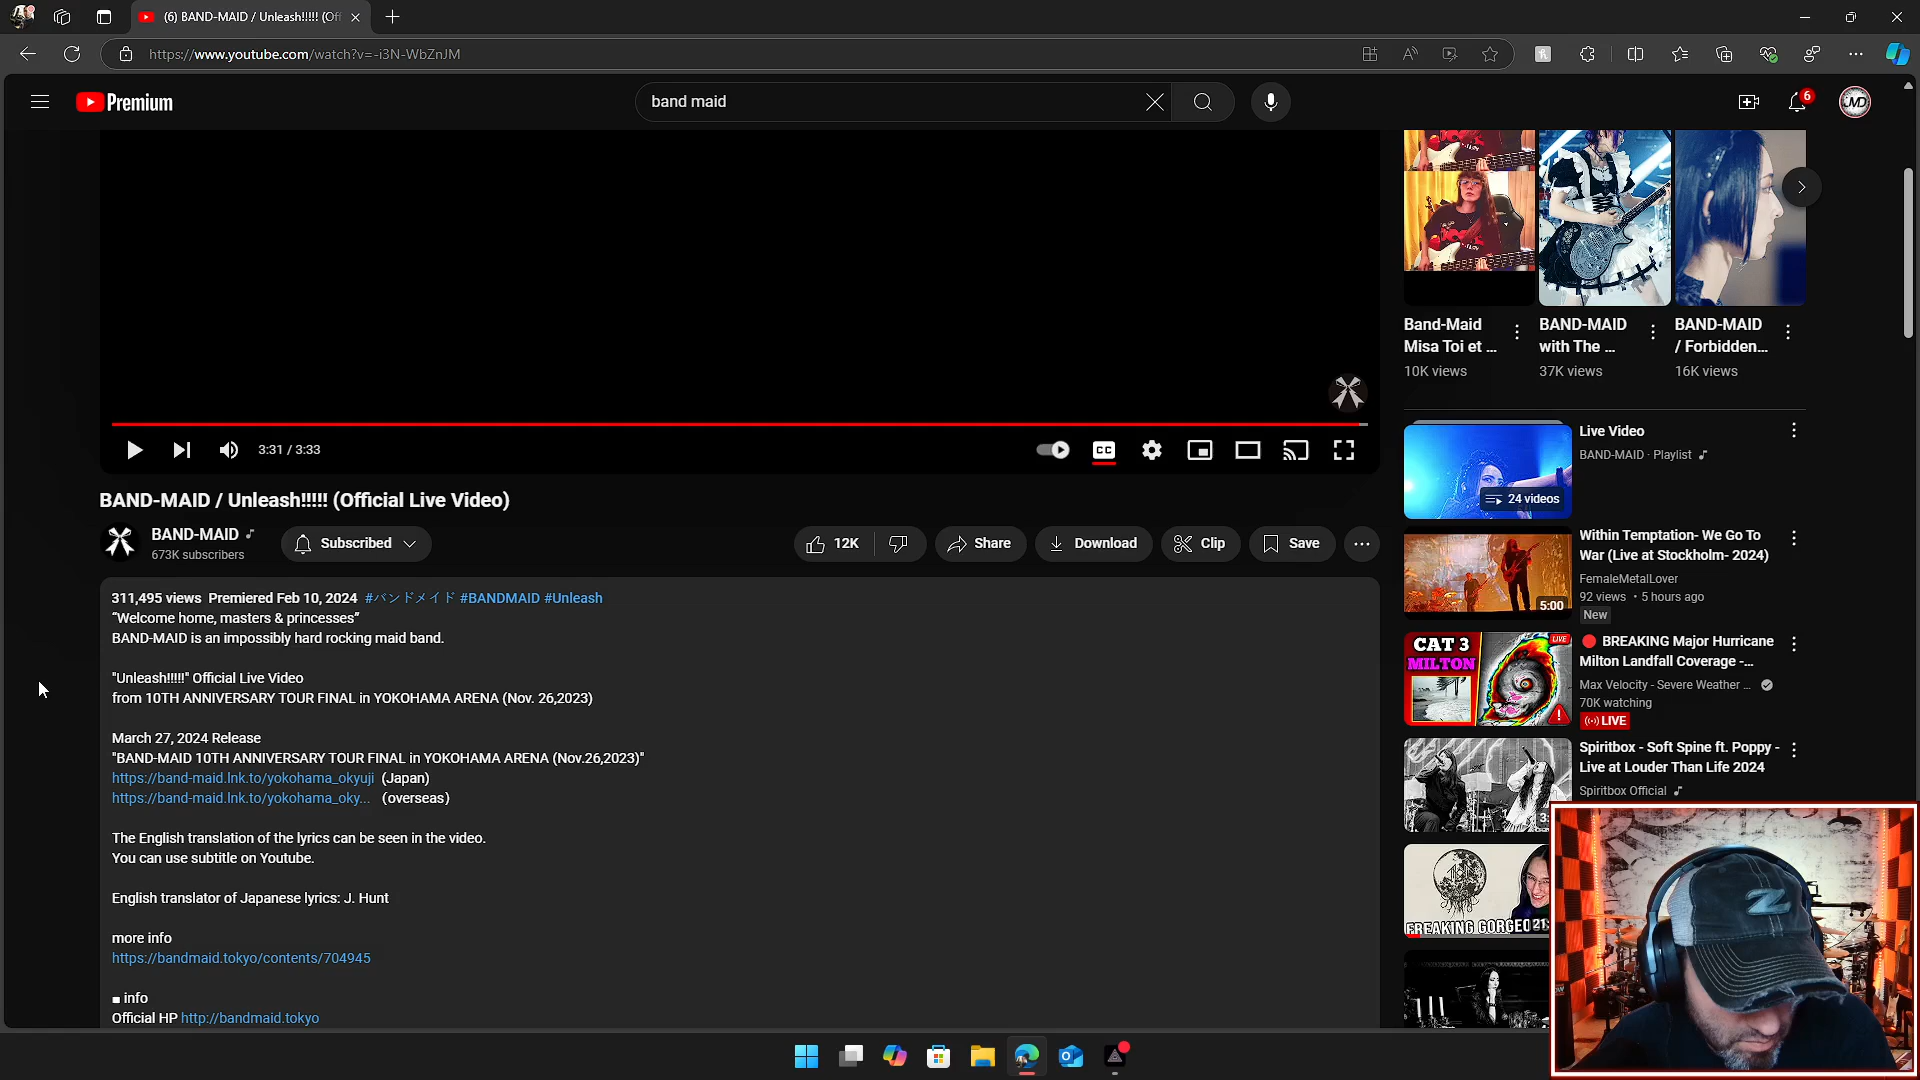 (6) BAND-MAID / Unleash!!!!! (Of
https://www.youtube.com/watch?v=-i3N-WbZnJM
Premium
band maid
6
JMD
Band-Maid
Misa Toi et ...
10K views
BAND-MAID
with The ...
37K views
BAND-MAID
/ Forbidden...
16K views
3:31 / 3:33
CC
BAND-MAID / Unleash!!!!! (Official Live Video)
BAND-MAID
673K subscribers
Subscribed
12K
Share
Download
Clip
Save
311,495 views Premiered Feb 10, 2024 #バンドメイド #BANDMAID #Unleash
“Welcome home, masters & princesses”
BAND-MAID is an impossibly hard rocking maid band.
"Unleash!!!!!" Official Live Video
from 10TH ANNIVERSARY TOUR FINAL in YOKOHAMA ARENA (Nov. 26,2023)
March 27, 2024 Release
"BAND-MAID 10TH ANNIVERSARY TOUR FINAL in YOKOHAMA ARENA (Nov.26,2023)"
https://band-maid.lnk.to/yokohama_okyuji (Japan)
https://band-maid.lnk.to/yokohama_oky... (overseas)
The English translation of the lyrics can be seen in the video.
You can use subtitle on Youtube.
English translator of Japanese lyrics: J. Hunt
more info
https://bandmaid.tokyo/contents/704945
■ info
Official HP http://bandmaid.tokyo
24 videos
Live Video
BAND-MAID · Playlist
5:00
Within Temptation- We Go To
War (Live at Stockholm- 2024)
FemaleMetalLover
92 views • 5 hours ago
New
CAT 3
MILTON
LIVE
BREAKING Major Hurricane
Milton Landfall Coverage -...
Max Velocity - Severe Weather ...
70K watching
LIVE
Spiritbox - Soft Spine ft. Poppy -
Live at Louder Than Life 2024
Spiritbox Official
3:
FREAKING GORGEO
21:
Z